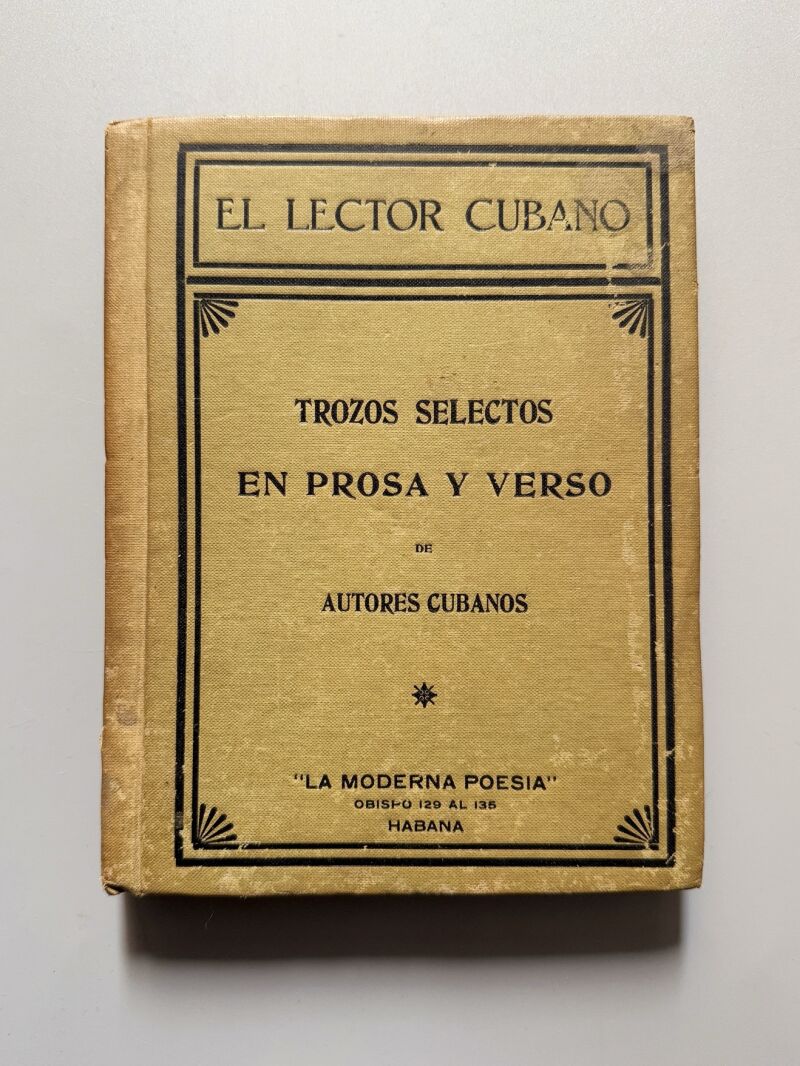 EL LECTOR CUBANO
TROZOS SELECTOS
EN PROSA Y VERSO
DE
AUTORES CUBANOS
"LA MODERNA POESIA"
OBISPO 129 AL 135
HABANA